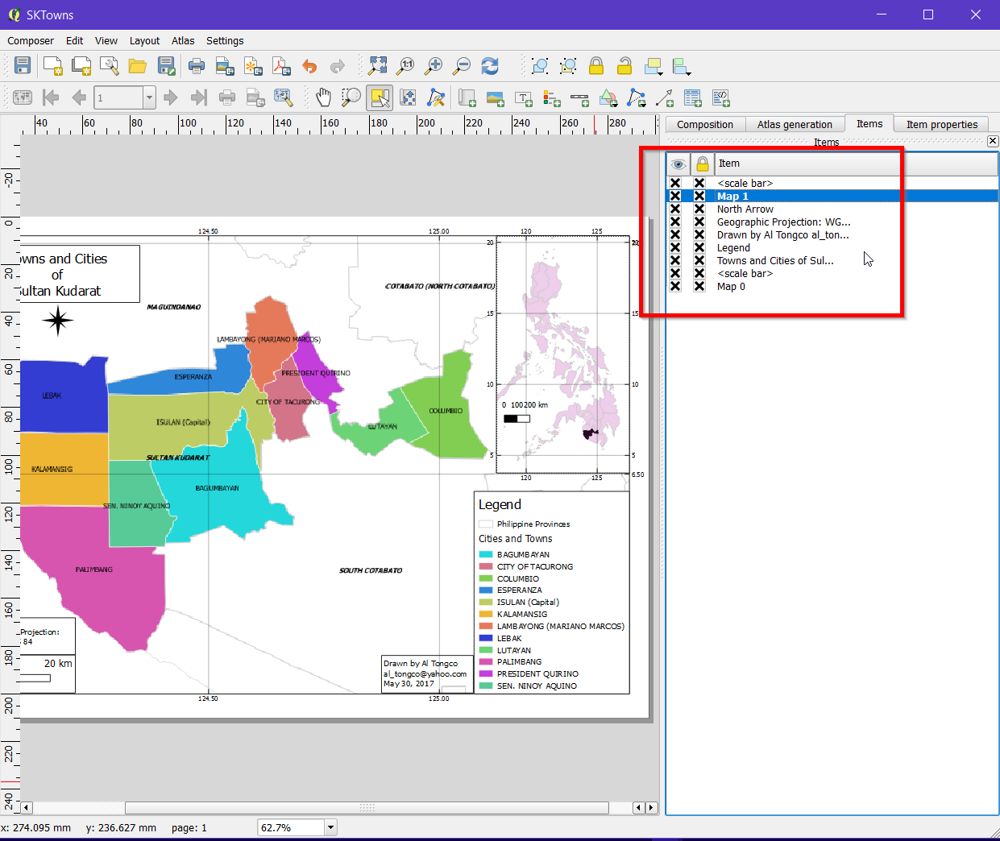 SKTowns
Composer Edit View Layout Atlas Settings
1:1
1
40 60 80 100 120 140 160 180 200 220 240 260 280
Composition Atlas generation Items Item properties
Items
Item
<scale bar>
Map 1
North Arrow
Geographic Projection: WG...
Drawn by Al Tongco al_ton...
Legend
Towns and Cities of Sul...
<scale bar>
Map 0
-20
0
20
40
60
80
100
120
140
160
180
200
220
240
124.50 125.00
owns and Cities
of
Sultan Kudarat
MAGUINDANAO
COTABATO (NORTH COTABATO)
LAMBAYONG (MARIANO MARCOS)
ESPERANZA
PRESIDENT QUIRINO
LEBAK
CITY OF TACURONG
ISULAN (Capital)
COLUMBIO
LUTAYAN
SULTAN KUDARAT
KALAMANSIG
BAGUMBAYAN
SEN. NINOY AQUINO
PALIMBANG
SOUTH COTABATO
120 125
20
15 15
10 10
5 5
0 100200 km
120 125
6.50
Projection:
84
20 km
Drawn by Al Tongco
al_tongco@yahoo.com
May 30, 2017
Legend
Philippine Provinces
Cities and Towns
BAGUMBAYAN
CITY OF TACURONG
COLUMBIO
ESPERANZA
ISULAN (Capital)
KALAMANSIG
LAMBAYONG (MARIANO MARCOS)
LEBAK
LUTAYAN
PALIMBANG
PRESIDENT QUIRINO
SEN. NINOY AQUINO
124.50 125.00
x: 274.095 mm y: 236.627 mm page: 1 62.7%